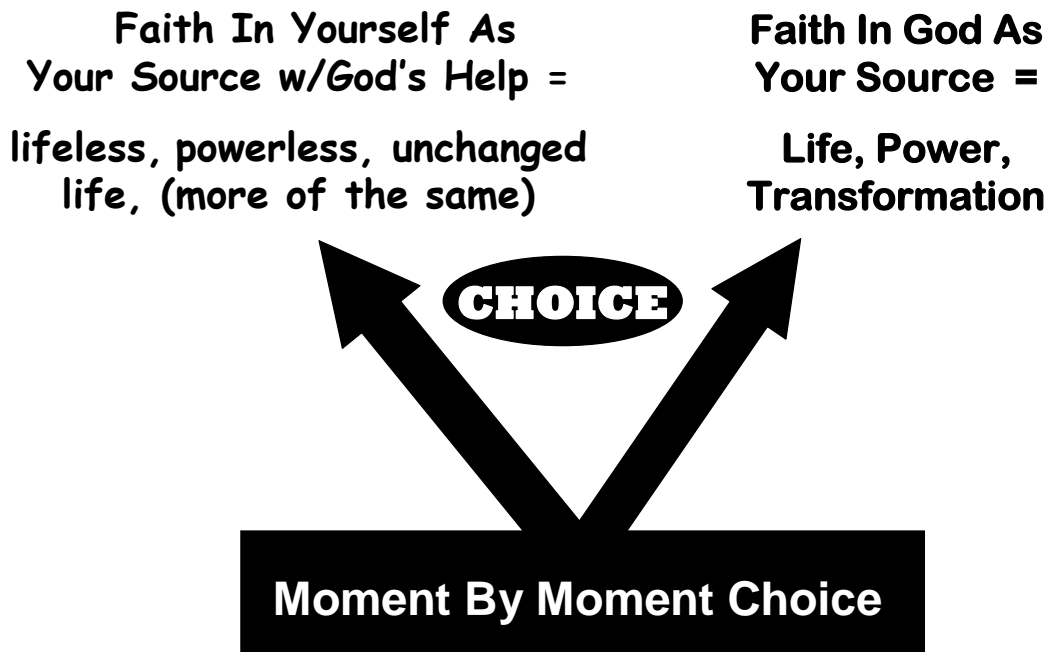 Faith In Yourself As
Your Source w/God's Help =
lifeless, powerless, unchanged
life, (more of the same)
Faith In God As
Your Source =
Life, Power,
Transformation
CHOICE
Moment By Moment Choice